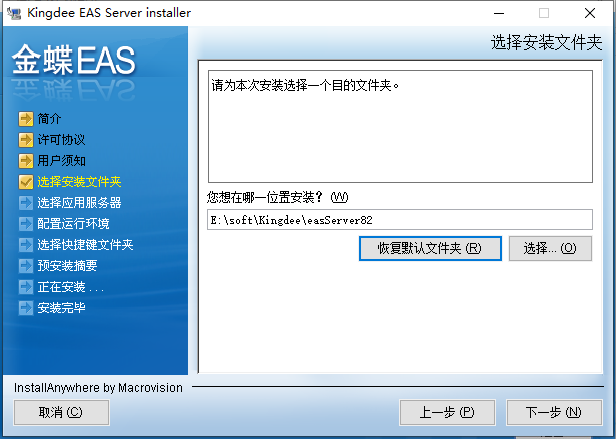 Kingdee EAS Server installer
选择安装文件夹
金蝶EAS
请为本次安装选择一个目的文件夹。
简介
许可协议
用户须知
选择安装文件夹
选择应用服务器
配置运行环境
选择快捷键文件夹
预安装摘要
正在安装 . . .
安装完毕
您想在哪一位置安装？ (W)
E:\soft\Kingdee\easServer82
恢复默认文件夹 (R)
选择... (O)
InstallAnywhere by Macrovision
取消 (C)
上一步 (P)
下一步 (N)